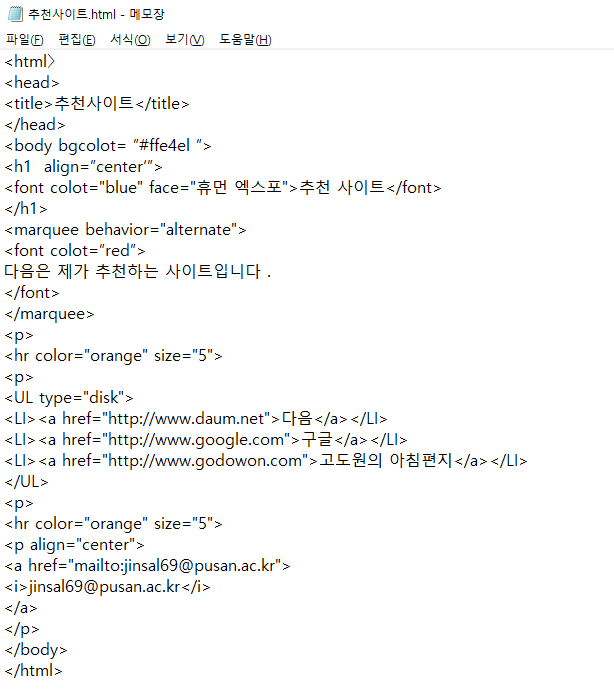 추천사이트.html - 메모장
파일(F) 편집(E) 서식(O) 보기(V) 도움말(H)
<html〉
<head>
<title>추천사이트</title>
</head>
<body bgcolot= ”#ffe4el ”>
<h1  align=”center’”>
<font colot="blue" face="휴먼 엑스포">추천 사이트</font>
</h1>
<marquee behavior="alternate">
<font colot=”red”>
다음은 제가 추천하는 사이트입니다 .
</font>
</marquee>
<p>
<hr color="orange" size="5">
<p>
<UL type="disk">
<LI><a href="http://www.daum.net">다음</a></LI>
<LI><a href="http://www.google.com">구글</a></LI>
<LI><a href="http://www.godowon.com">고도원의 아침편지</a></LI>
</UL>
<p>
<hr color="orange" size="5">
<p align="center">
<a href="mailto:jinsal69@pusan.ac.kr">
<i>jinsal69@pusan.ac.kr</i>
</a>
</p>
</body>
</html>